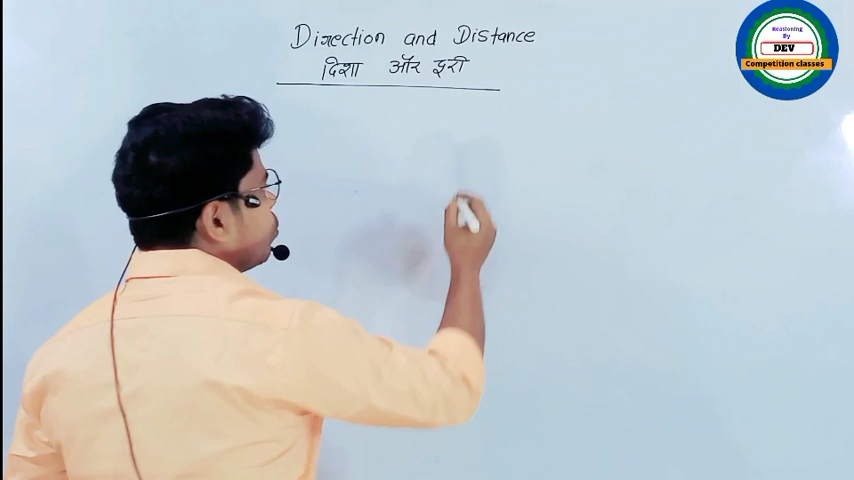 Direction and Distance
दिशा और दूरी
Reasoning
By
DEV
Competition classes